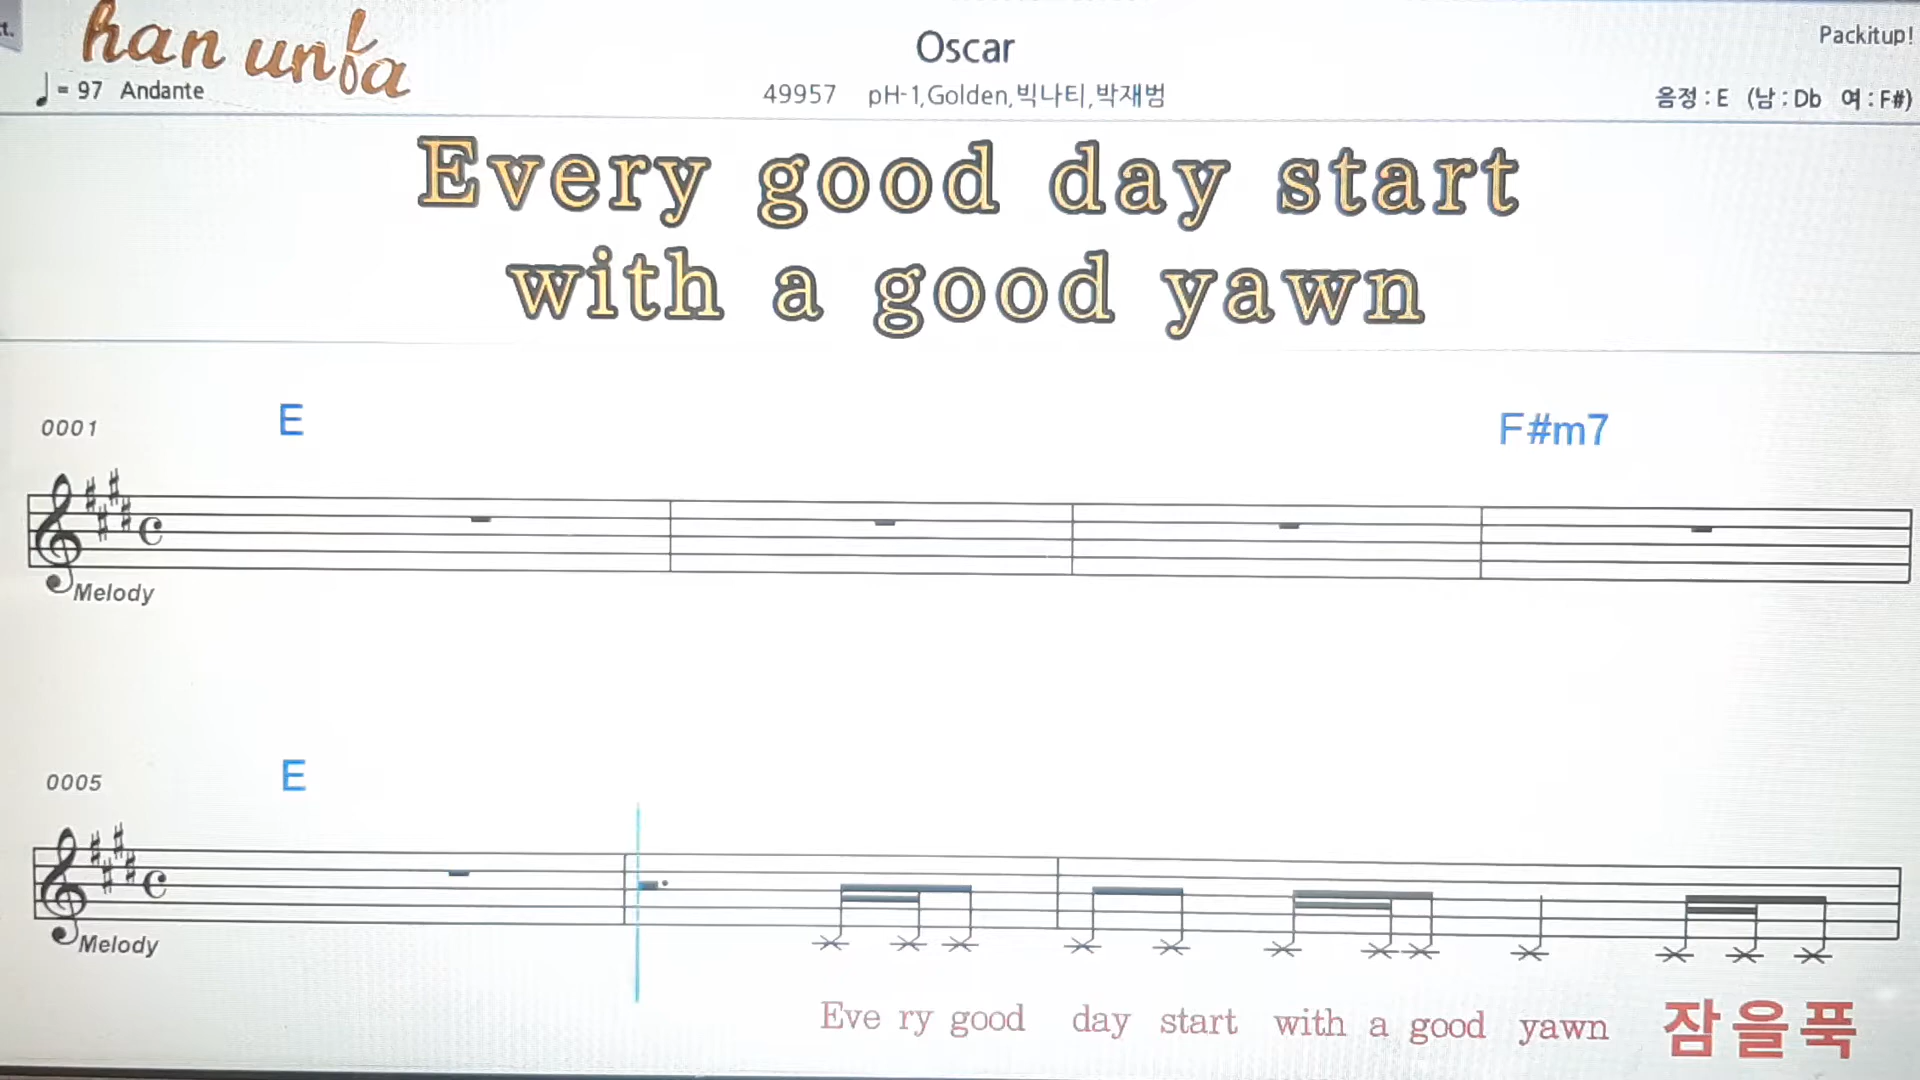 t.
han unfa
Oscar
Packitup!
♩= 97 Andante
49957 pH-1,Golden,빅나티,박재범
음정 : E (남 : Db 여 : F#)
Every good day start
with a good yawn
0001
E
F#m7
Melody
0005
E
Melody
Eve ry good day start with a good yawn 잠을푹